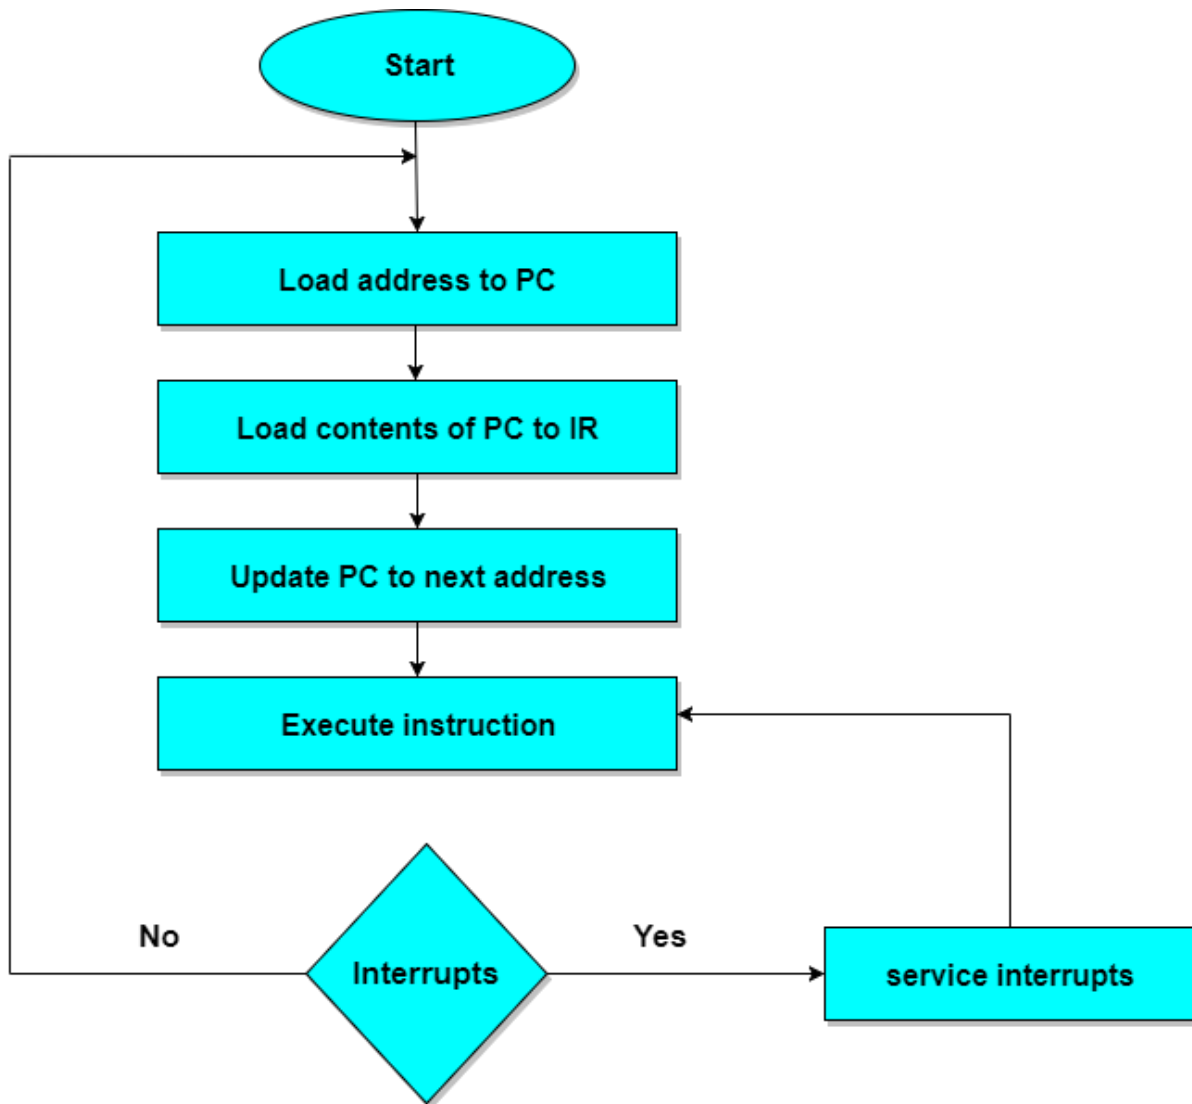 Start
Load address to PC
Load contents of PC to IR
Update PC to next address
Execute instruction
No
Yes
Interrupts
service interrupts